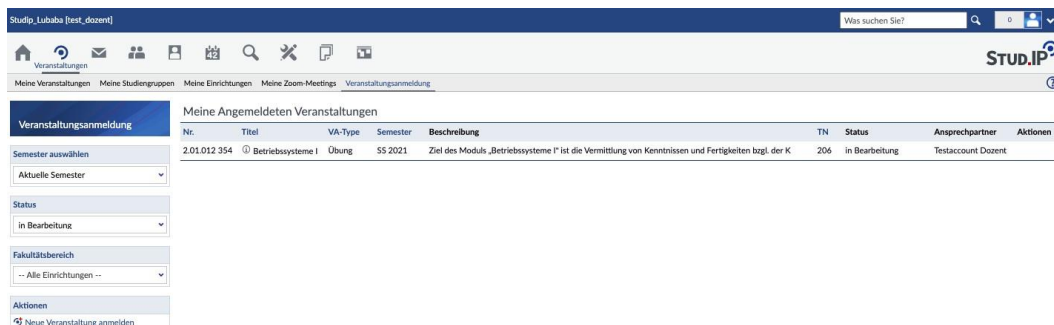 Studip_Lubaba [test_dozent]
Was suchen Sie?
0
42
Veranstaltungen
STUD.IP
Meine Veranstaltungen Meine Studiengruppen Meine Einrichtungen Meine Zoom-Meetings Veranstaltungsanmeldung
Veranstaltungsanmeldung
Semester auswählen
Aktuelle Semester
Status
in Bearbeitung
Fakultätsbereich
-- Alle Einrichtungen --
Aktionen
Neue Veranstaltung anmelden
Meine Angemeldeten Veranstaltungen
Nr. Titel VA-Type Semester Beschreibung TN Status Ansprechpartner Aktionen
2.01.012 354 Betriebssysteme I Übung SS 2021 Ziel des Moduls „Betriebssysteme I" ist die Vermittlung von Kenntnissen und Fertigkeiten bzgl. der K 206 in Bearbeitung Testaccount Dozent